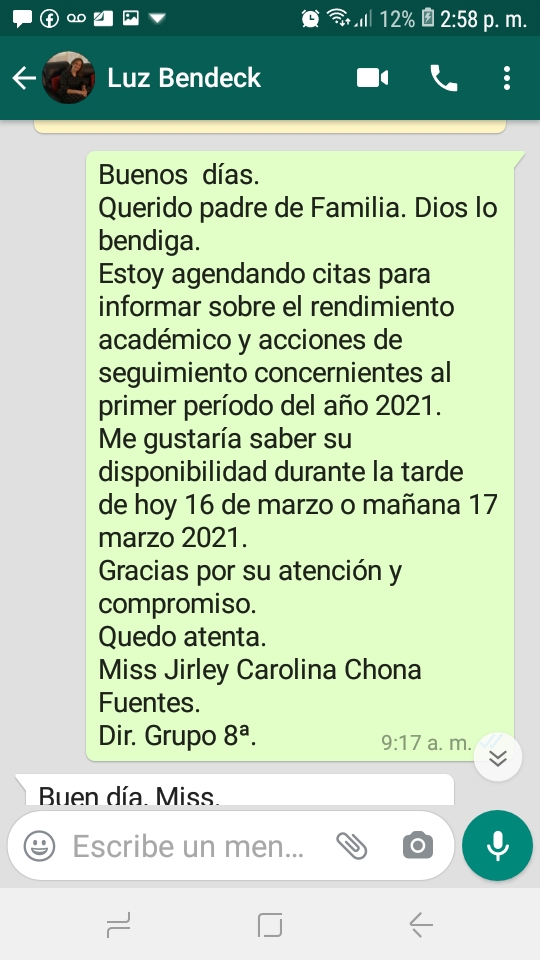 12% 2:58 p. m.
Luz Bendeck
Buenos días.
Querido padre de Familia. Dios lo
bendiga.
Estoy agendando citas para
informar sobre el rendimiento
académico y acciones de
seguimiento concernientes al
primer período del año 2021.
Me gustaría saber su
disponibilidad durante la tarde
de hoy 16 de marzo o mañana 17
marzo 2021.
Gracias por su atención y
compromiso.
Quedo atenta.
Miss Jirley Carolina Chona
Fuentes.
Dir. Grupo 8ª.
9:17 a. m.
Buen día. Miss.
Escribe un men...